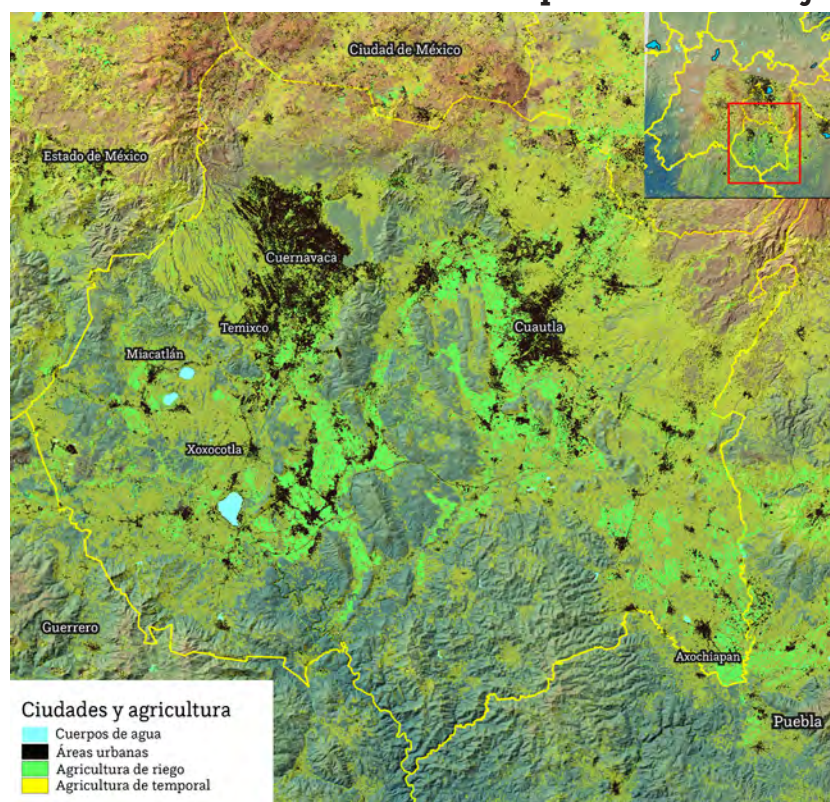 Ciudad de México
Estado de México
Cuernavaca
Temixco
Cuautla
Miacatlán
Xoxocotla
Guerrero
Axochiapan
Puebla
Ciudades y agricultura
Cuerpos de agua
Áreas urbanas
Agricultura de riego
Agricultura de temporal